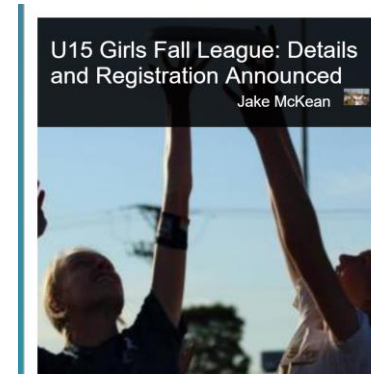 U15 Girls Fall League: Details
and Registration Announced
Jake McKean